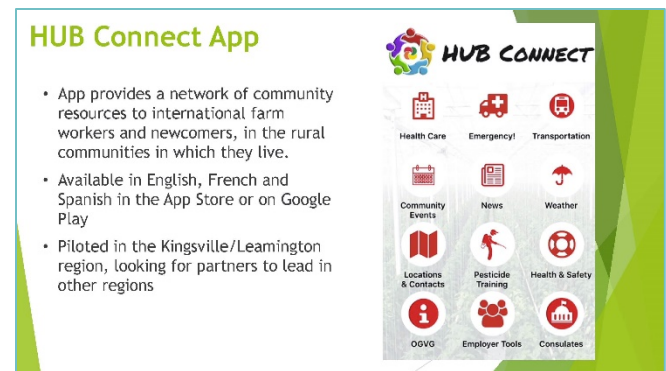 HUB Connect App
HUB CONNECT
• App provides a network of community
resources to international farm
workers and newcomers, in the rural
communities in which they live.
• Available in English, French and
Spanish in the App Store or on Google
Play
• Piloted in the Kingsville/Leamington
region, looking for partners to lead in
other regions
H
Health Care
Emergency!
Transportation
Community
Events
News
Weather
Locations
& Contacts
Pesticide
Training
Health & Safety
OGVG
Employer Tools
Consulates